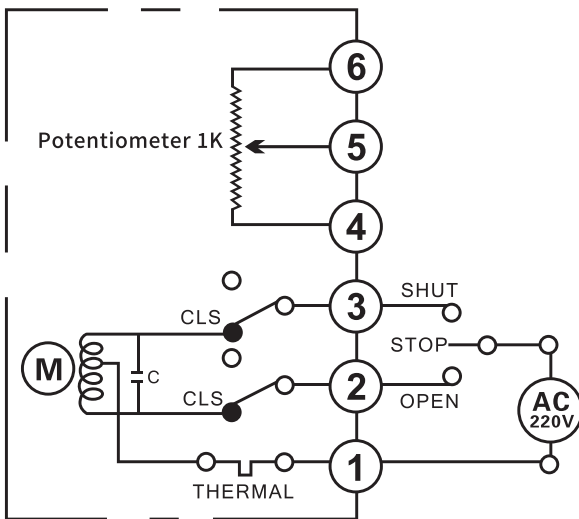 6
Potentiometer 1K
5
4
3
SHUT
CLS
STOP
M
C
2
CLS
OPEN
AC
220V
1
THERMAL